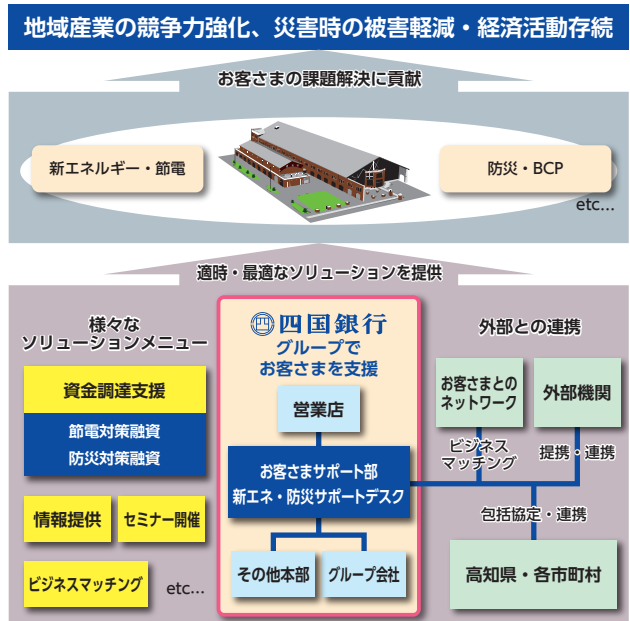 地域産業の競争力強化、災害時の被害軽減・経済活動存続
お客さまの課題解決に貢献
新エネルギー・節電
防災・BCP
etc...
適時・最適なソリューションを提供
様々な
ソリューションメニュー
資金調達支援
節電対策融資
防災対策融資
情報提供
セミナー開催
ビジネスマッチング
etc...
四国銀行
グループで
お客さまを支援
営業店
お客さまサポート部
新エネ・防災サポートデスク
その他本部
グループ会社
外部との連携
お客さまとの
ネットワーク
外部機関
ビジネス
マッチング
提携・連携
包括協定・連携
高知県・各市町村